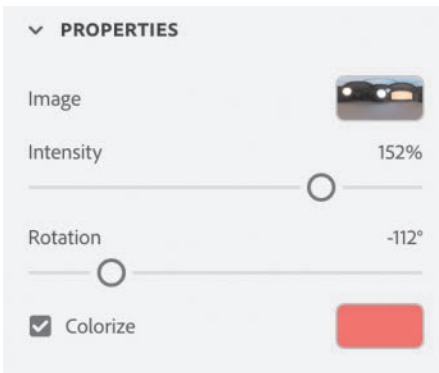 PROPERTIES
Image
Intensity 152%
Rotation -112°
Colorize